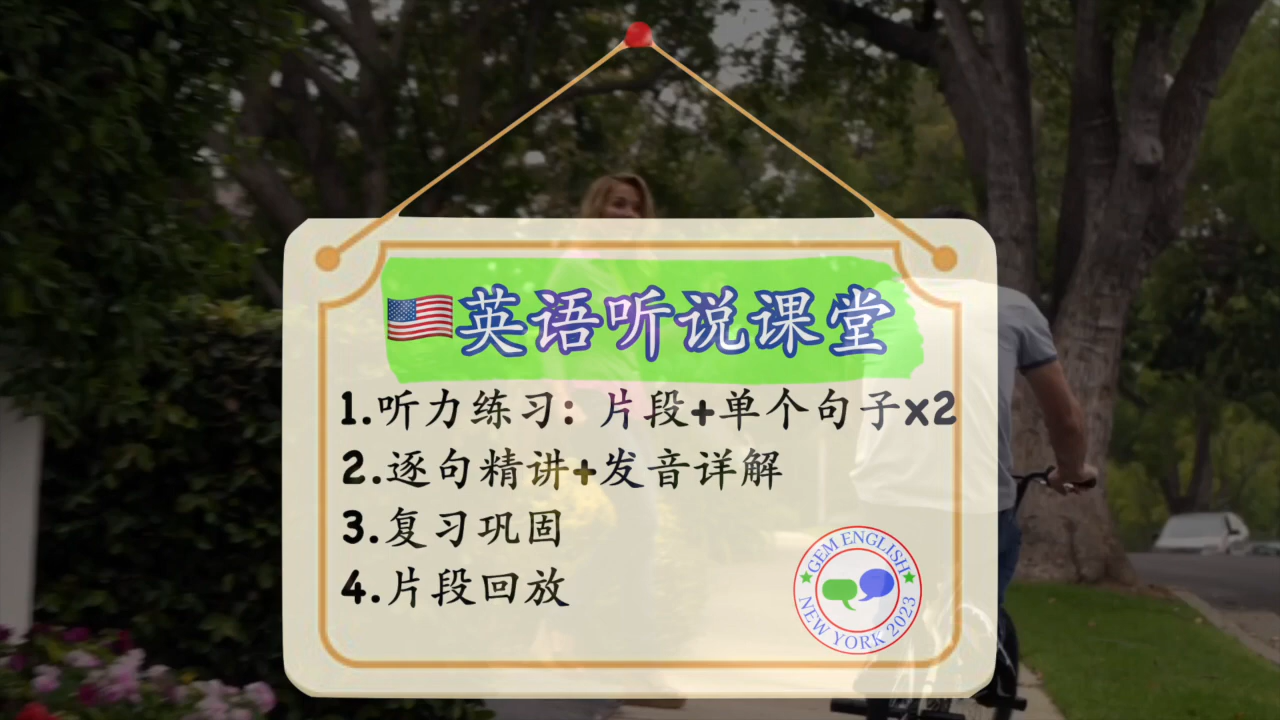 🇺🇸英语听说课堂
1.听力练习：片段+单个句子x2
2.逐句精讲+发音详解
3.复习巩固
4.片段回放
GEM ENGLISH
NEW YORK 2023